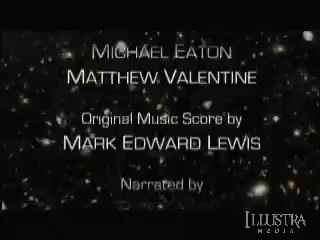 MICHAEL EATON
MATTHEW VALENTINE
Original Music Score by
MARK EDWARD LEWIS
Narrated by
ILLUSTRA
MEDIA